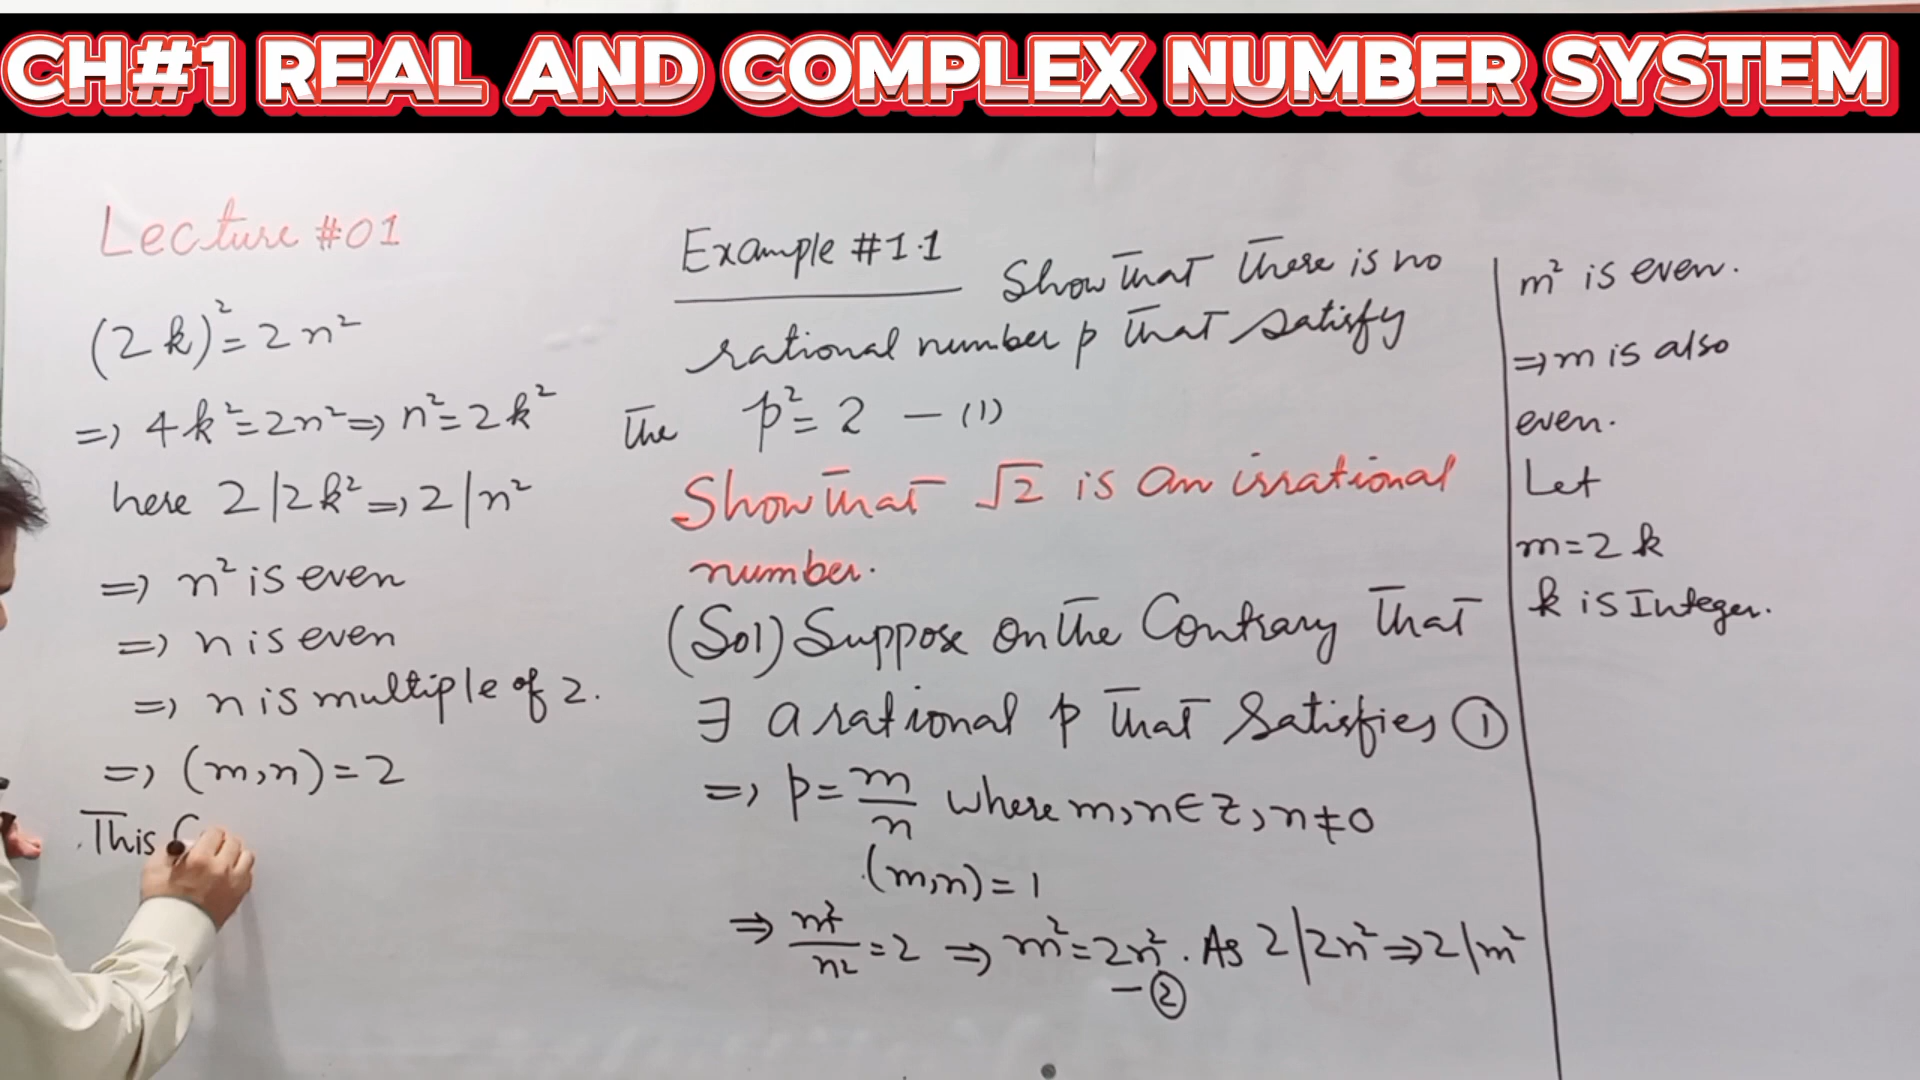 CH#1 REAL AND COMPLEX NUMBER SYSTEM
Lecture #01
(2k)²=2n²
=> 4k²=2n² => n²=2k²
here 2|2k² => 2|n²
=> n² is even
=> n is even
=> n is multiple of 2.
=> (m,n)=2
This C
Example #1.1 Show that there is no
rational number p that satisfy
the p²=2 —(1)
Show that √2 is an irrational
number.
(Sol) Suppose on the Contrary that
∃ a rational p that satisfies ①
=> p=m/n where m,n∈Z, n≠0
(m,n)=1
=> m²/n²=2 => m²=2n². As 2|2n² => 2|m²
—②
m² is even.
=> m is also
even.
Let
m=2k
k is Integer.